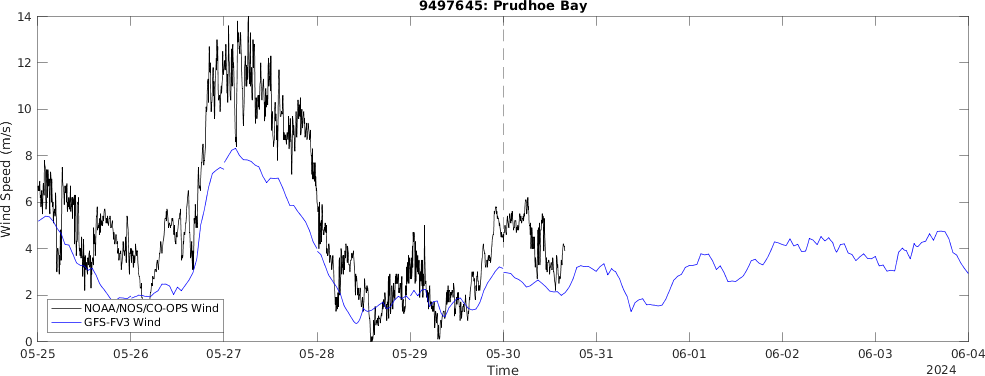 9497645: Prudhoe Bay
14
12
10
8
6
4
2
0
Wind Speed (m/s)
NOAA/NOS/CO-OPS Wind
GFS-FV3 Wind
05-25 05-26 05-27 05-28 05-29 05-30 05-31 06-01 06-02 06-03 06-04
Time
2024